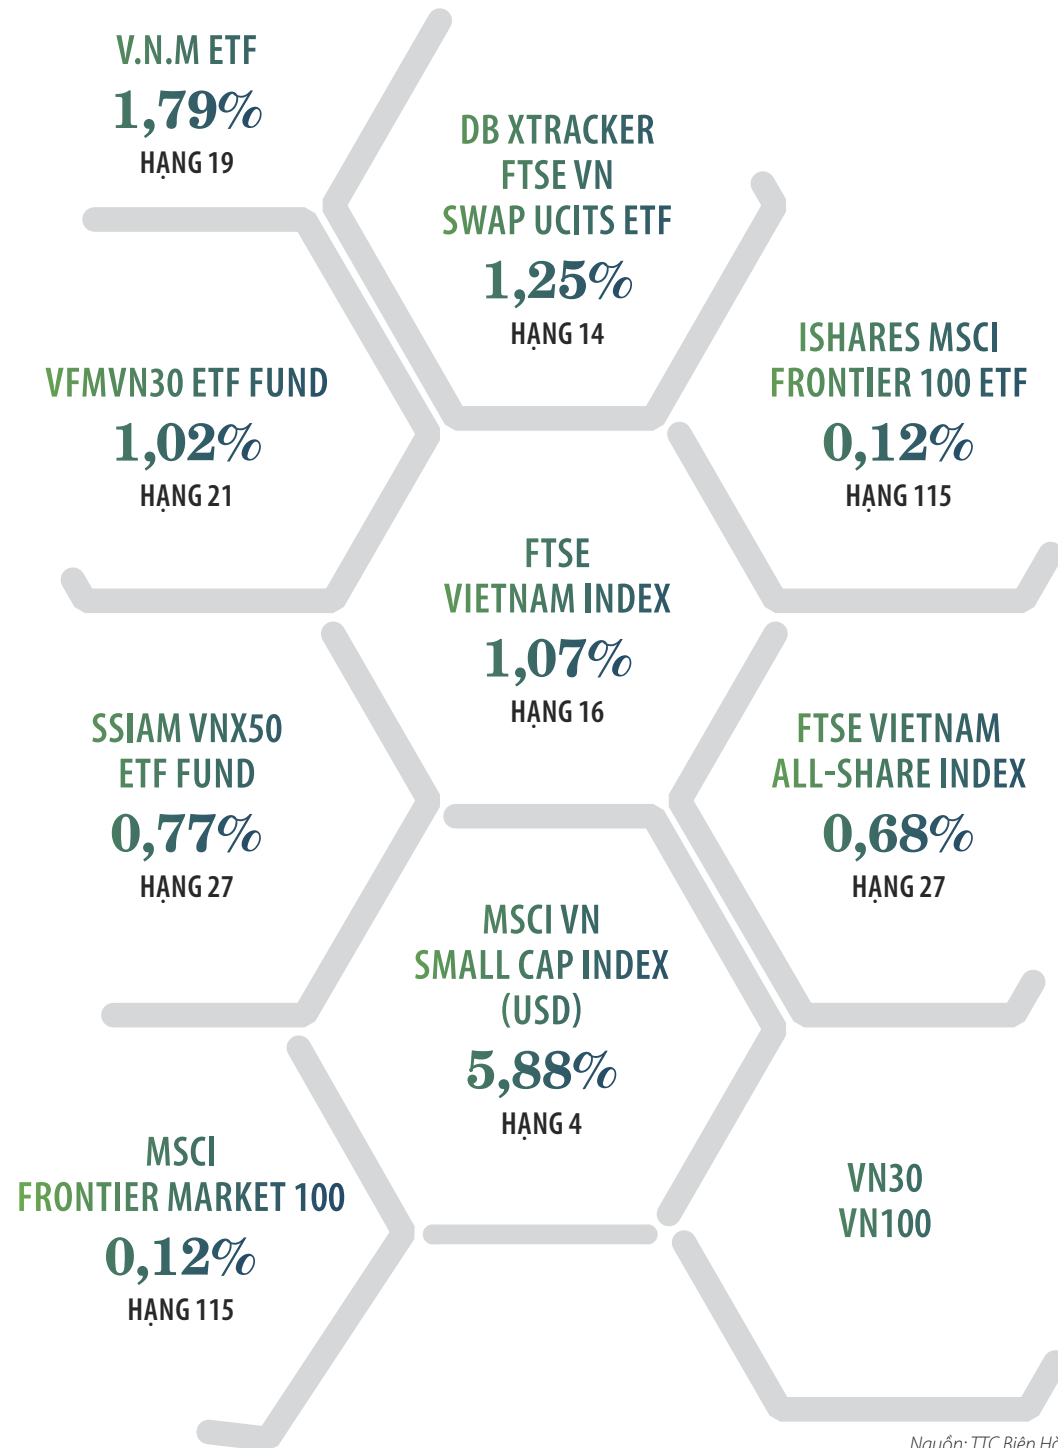 V.N.M ETF
1,79%
HẠNG 19
DB XTRACKER
FTSE VN
SWAP UCITS ETF
1,25%
HẠNG 14
ISHARES MSCI
FRONTIER 100 ETF
0,12%
HẠNG 115
VFMVN30 ETF FUND
1,02%
HẠNG 21
FTSE
VIETNAM INDEX
1,07%
HẠNG 16
SSIAM VNX50
ETF FUND
0,77%
HẠNG 27
FTSE VIETNAM
ALL-SHARE INDEX
0,68%
HẠNG 27
MSCI VN
SMALL CAP INDEX
(USD)
5,88%
HẠNG 4
MSCI
FRONTIER MARKET 100
0,12%
HẠNG 115
VN30
VN100
Nguồn: TTC Biên Hò